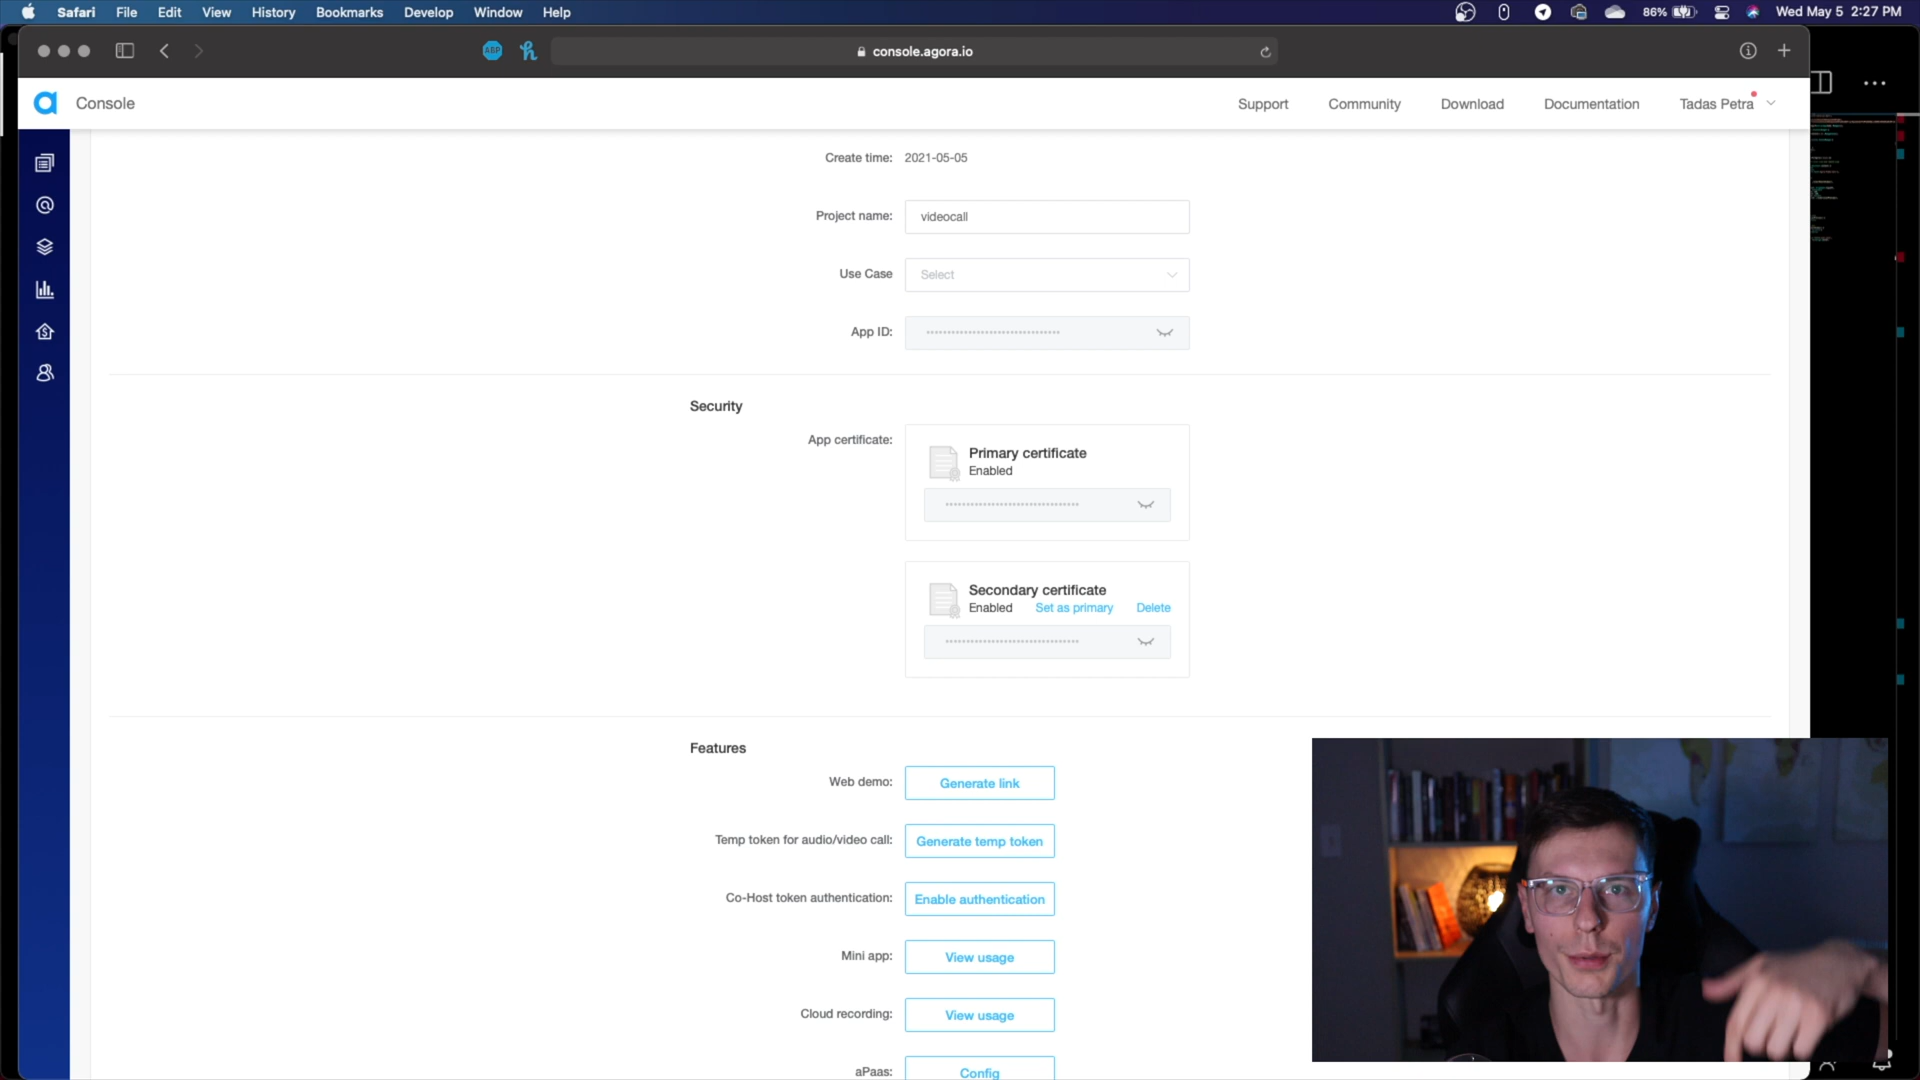 Safari File Edit View History Bookmarks Develop Window Help 86% Wed May 5 2:27 PM
ABP console.agora.io
Console Support Community Download Documentation Tadas Petra
Create time: 2021-05-05
Project name: videocall
Use Case Select
App ID: ••••••••••••••••••••••••••••••••
Security
App certificate: Primary certificate
Enabled
••••••••••••••••••••••••••••••••
Secondary certificate
Enabled Set as primary Delete
••••••••••••••••••••••••••••••••
Features
Web demo: Generate link
Temp token for audio/video call: Generate temp token
Co-Host token authentication: Enable authentication
Mini app: View usage
Cloud recording: View usage
aPaas: Config